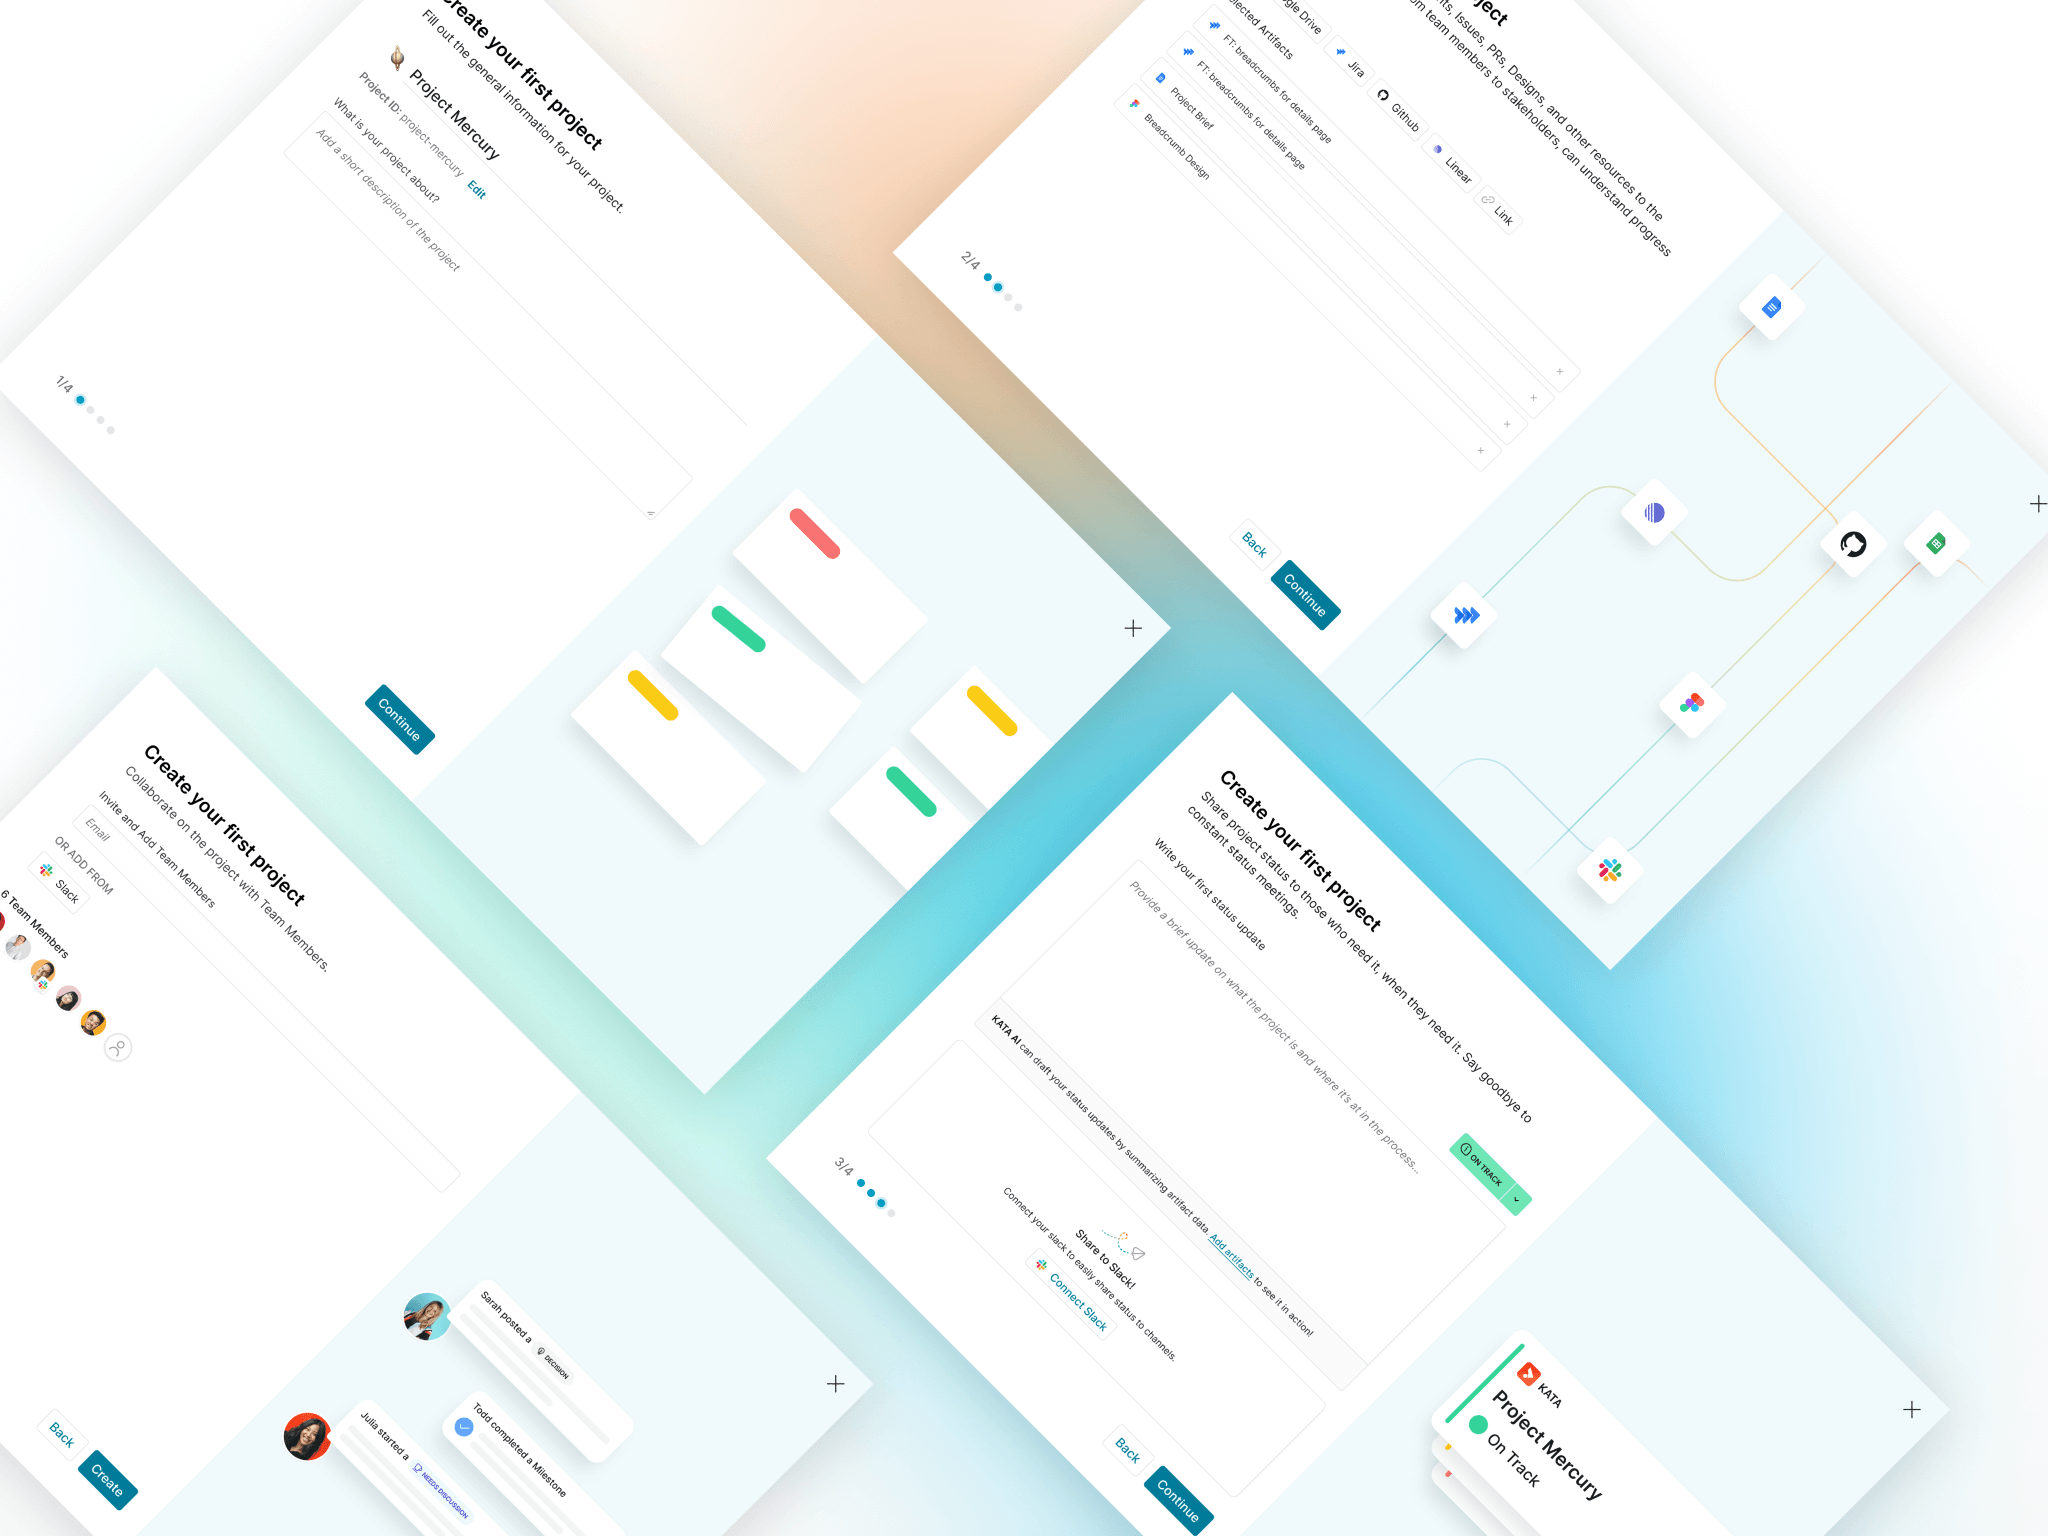 Create your first project
Fill out the general information for your project.
Project Mercury
Project ID: project-mercury Edit
What is your project about?
Add a short description of the project
1/4
Continue
nts, Issues, PRs, Designs, and other resources to the
om team members to stakeholders, can understand progress
gle Drive
Jira
Github
Linear
Link
lected Artifacts
FT: breadcrumbs for details page
FT: breadcrumbs for details page
Project Brief
Breadcrumb Design
2/4
Back
Continue
Create your first project
Collaborate on the project with Team Members.
Invite and Add Team Members
Email
OR ADD FROM
Slack
6 Team Members
Back
Create
Sarah posted a DECISION
Julia started a NEEDS DISCUSSION
Todd completed a Milestone
Create your first project
Share project status to those who need it, when they need it. Say goodbye to
constant status meetings.
Write your first status update
ON TRACK
Provide a brief update on what the project is and where it's at in the process...
KATA AI can draft your status updates by summarizing artifact data. Add artifacts to see it in action!
Share to Slack!
Connect your slack to easily share status to channels.
Connect Slack
3/4
Back
Continue
KATA
Project Mercury
On Track